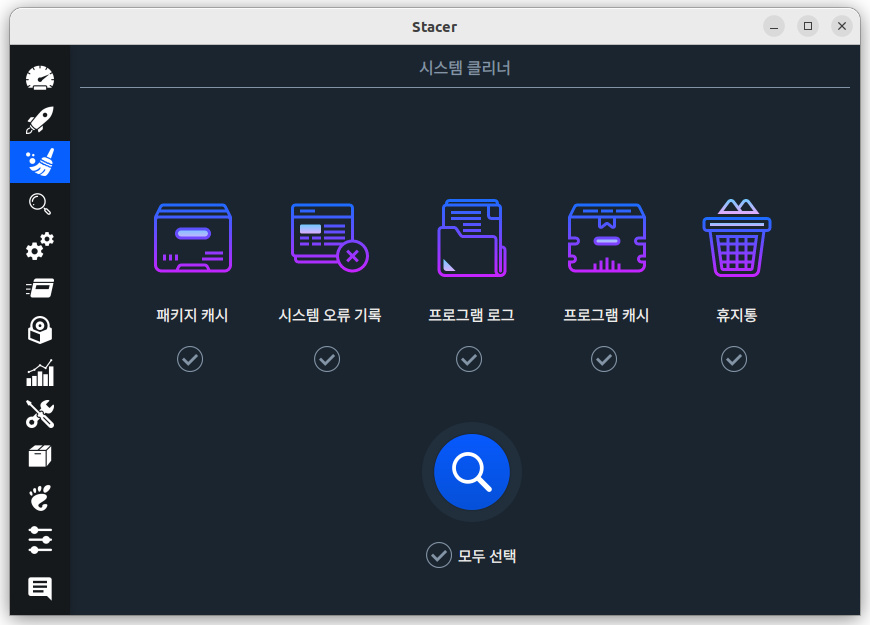 Stacer
시스템 클리너
패키지 캐시
시스템 오류 기록
프로그램 로그
프로그램 캐시
휴지통
모두 선택